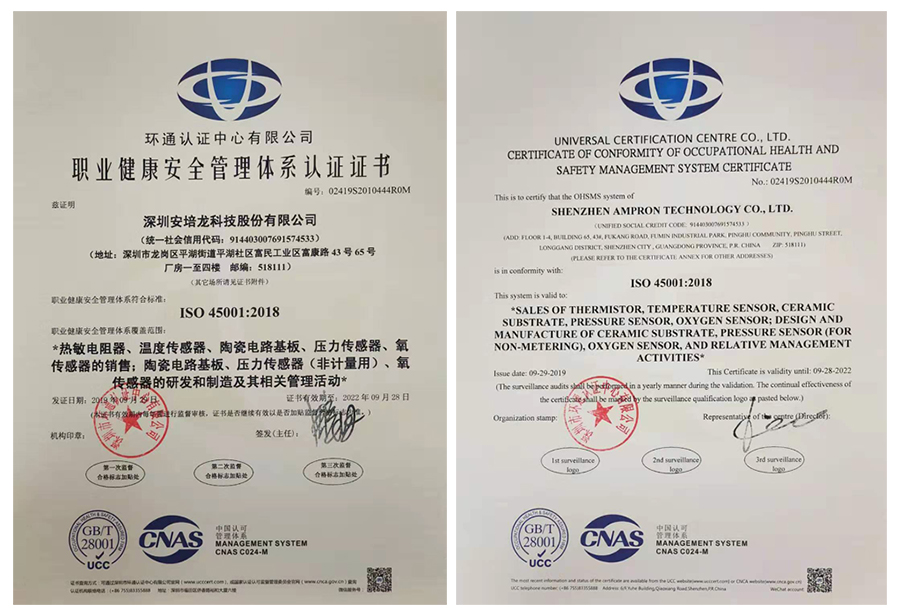 环通认证中心有限公司
职业健康安全管理体系认证证书
编号: 02419S2010444R0M
兹证明
深圳安培龙科技股份有限公司
(统一社会信用代码: 914403007691574533)
(地址: 深圳市龙岗区平湖街道平湖社区富民工业区富康路 43 号 65 号
厂房一至四楼 邮编: 518111)
(其它场所请见证书附件)
职业健康安全管理体系符合标准:
ISO 45001:2018
职业健康安全管理体系覆盖范围:
*热敏电阻器、温度传感器、陶瓷电路基板、压力传感器、氧
传感器的销售; 陶瓷电路基板、压力传感器(非计量用)、氧
传感器的研发和制造及其相关管理活动*
发证日期: 2019 年 09 月 29 日 证书有效期至: 2022 年 09 月 28 日
机构印章: 签发(主任):
第一次监督
合格标志加贴处
第二次监督
合格标志加贴处
第三次监督
合格标志加贴处
GB/T
28001
UCC
CNAS
中国认可
管理体系
MANAGEMENT SYSTEM
CNAS C024-M
UNIVERSAL CERTIFICATION CENTRE CO., LTD.
CERTIFICATE OF CONFORMITY OF OCCUPATIONAL HEALTH AND
SAFETY MANAGEMENT SYSTEM CERTIFICATE
No.: 02419S2010444R0M
This is to certify that the OHSMS system of
SHENZHEN AMPRON TECHNOLOGY CO., LTD.
(UNIFIED SOCIAL CREDIT CODE: 914403007691574533 )
(ADD: FLOOR 1-4, BUILDING 65, 43#, FUKANG ROAD, FUMIN INDUSTRIAL PARK, PINGHU COMMUNITY, PINGHU STREET,
LONGGANG DISTRICT, SHENZHEN CITY , GUANGDONG PROVINCE, P.R. CHINA ZIP: 518111)
(PLEASE REFER TO THE CERTIFICATE ANNEX FOR OTHER ADDRESSES)
is in conformity with:
ISO 45001:2018
This system is valid to:
*SALES OF THERMISTOR, TEMPERATURE SENSOR, CERAMIC
SUBSTRATE, PRESSURE SENSOR, OXYGEN SENSOR; DESIGN AND
MANUFACTURE OF CERAMIC SUBSTRATE, PRESSURE SENSOR (FOR
NON-METERING), OXYGEN SENSOR, AND RELATIVE MANAGEMENT
ACTIVITIES*
Issue date: 09-29-2019 This Certificate is validity until: 09-28-2022
(The surveillance audits shall be performed in a yearly manner during the validation. The continual effectiveness of
the certificate shall be marked by the surveillance qualification logo as pasted below.)
Organization stamp: Representative of the centre (Director):
1st surveillance
logo
2nd surveillance
logo
3rd surveillance
logo
GB/T
28001
UCC
CNAS
中国认可
管理体系
MANAGEMENT SYSTEM
CNAS C024-M